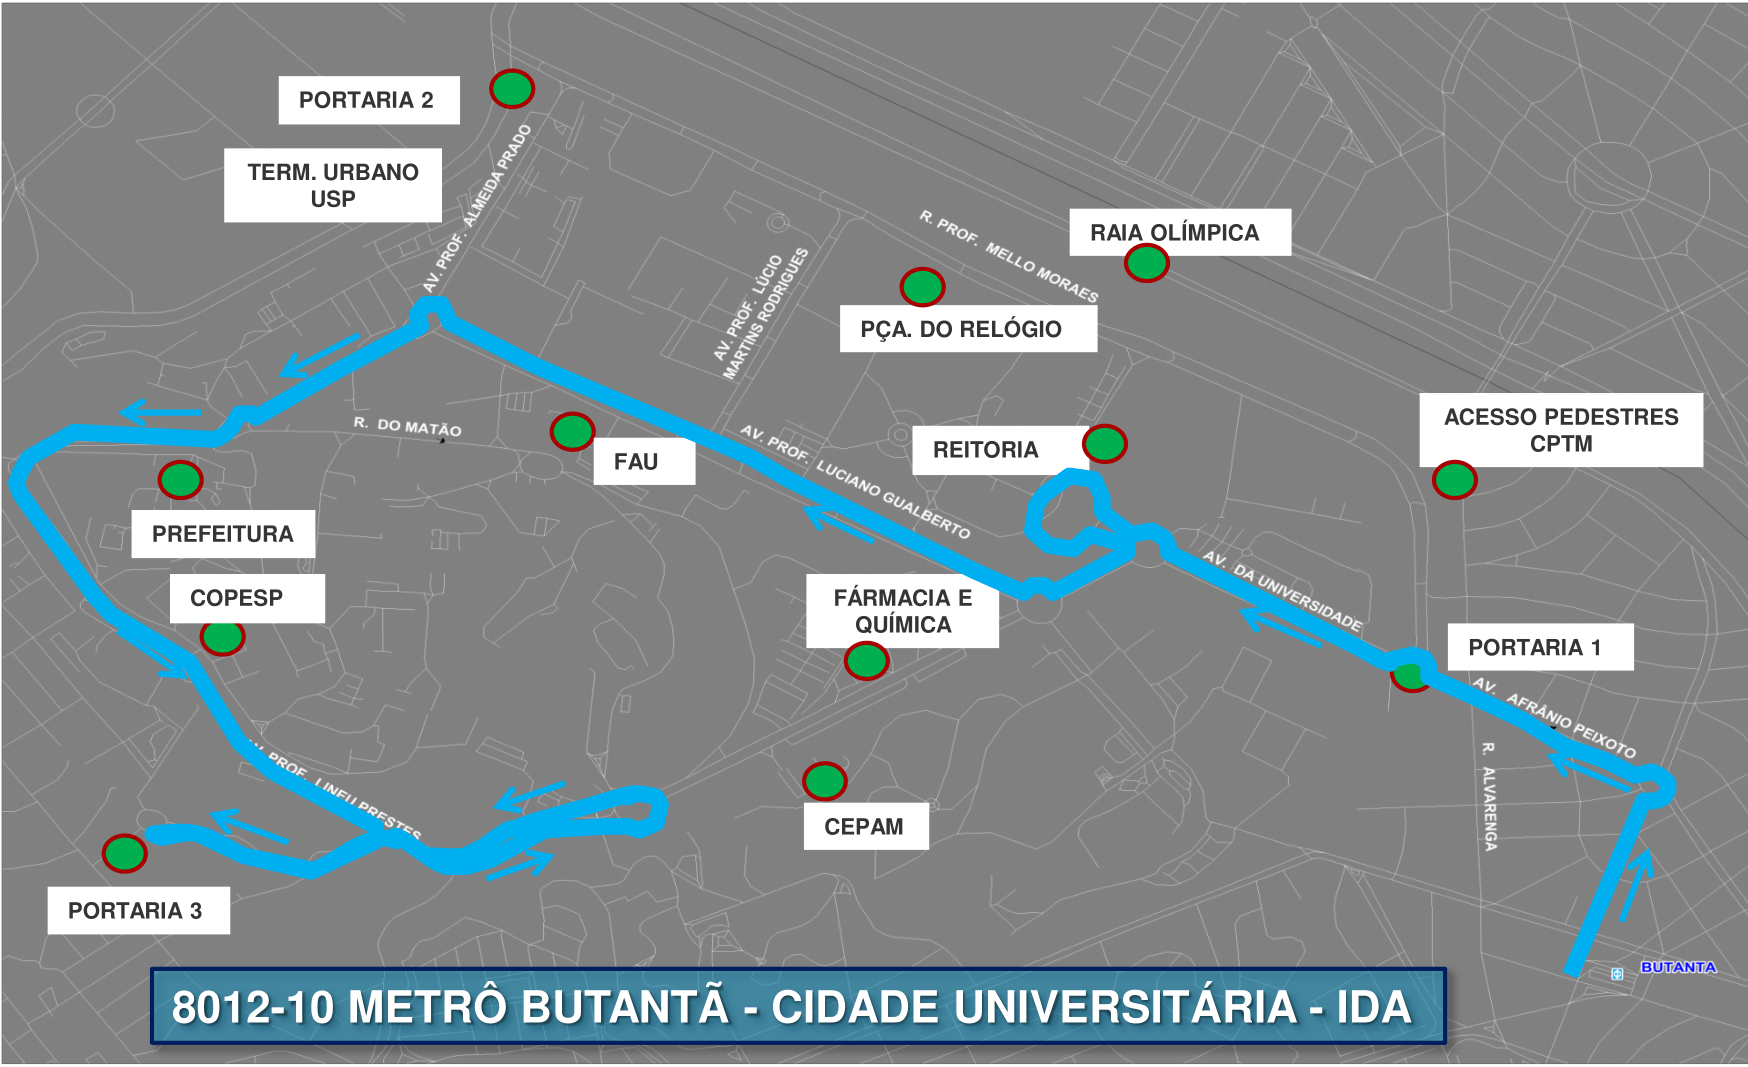 PORTARIA 2
TERM. URBANO
USP
AV. PROF. ALMEIDA PRADO
R. PROF. MELLO MORAES
RAIA OLÍMPICA
AV. PROF. LÚCIO
MARTINS RODRIGUES
PÇA. DO RELÓGIO
ACESSO PEDESTRES
CPTM
R. DO MATÃO
FAU
AV. PROF. LUCIANO GUALBERTO
REITORIA
PREFEITURA
AV. DA UNIVERSIDADE
COPESP
FÁRMACIA E
QUÍMICA
PORTARIA 1
AV. AFRÂNIO PEIXOTO
AV. PROF. LINEU PRESTES
R. ALVARENGA
CEPAM
PORTARIA 3
BUTANTA
8012-10 METRÔ BUTANTÃ - CIDADE UNIVERSITÁRIA - IDA